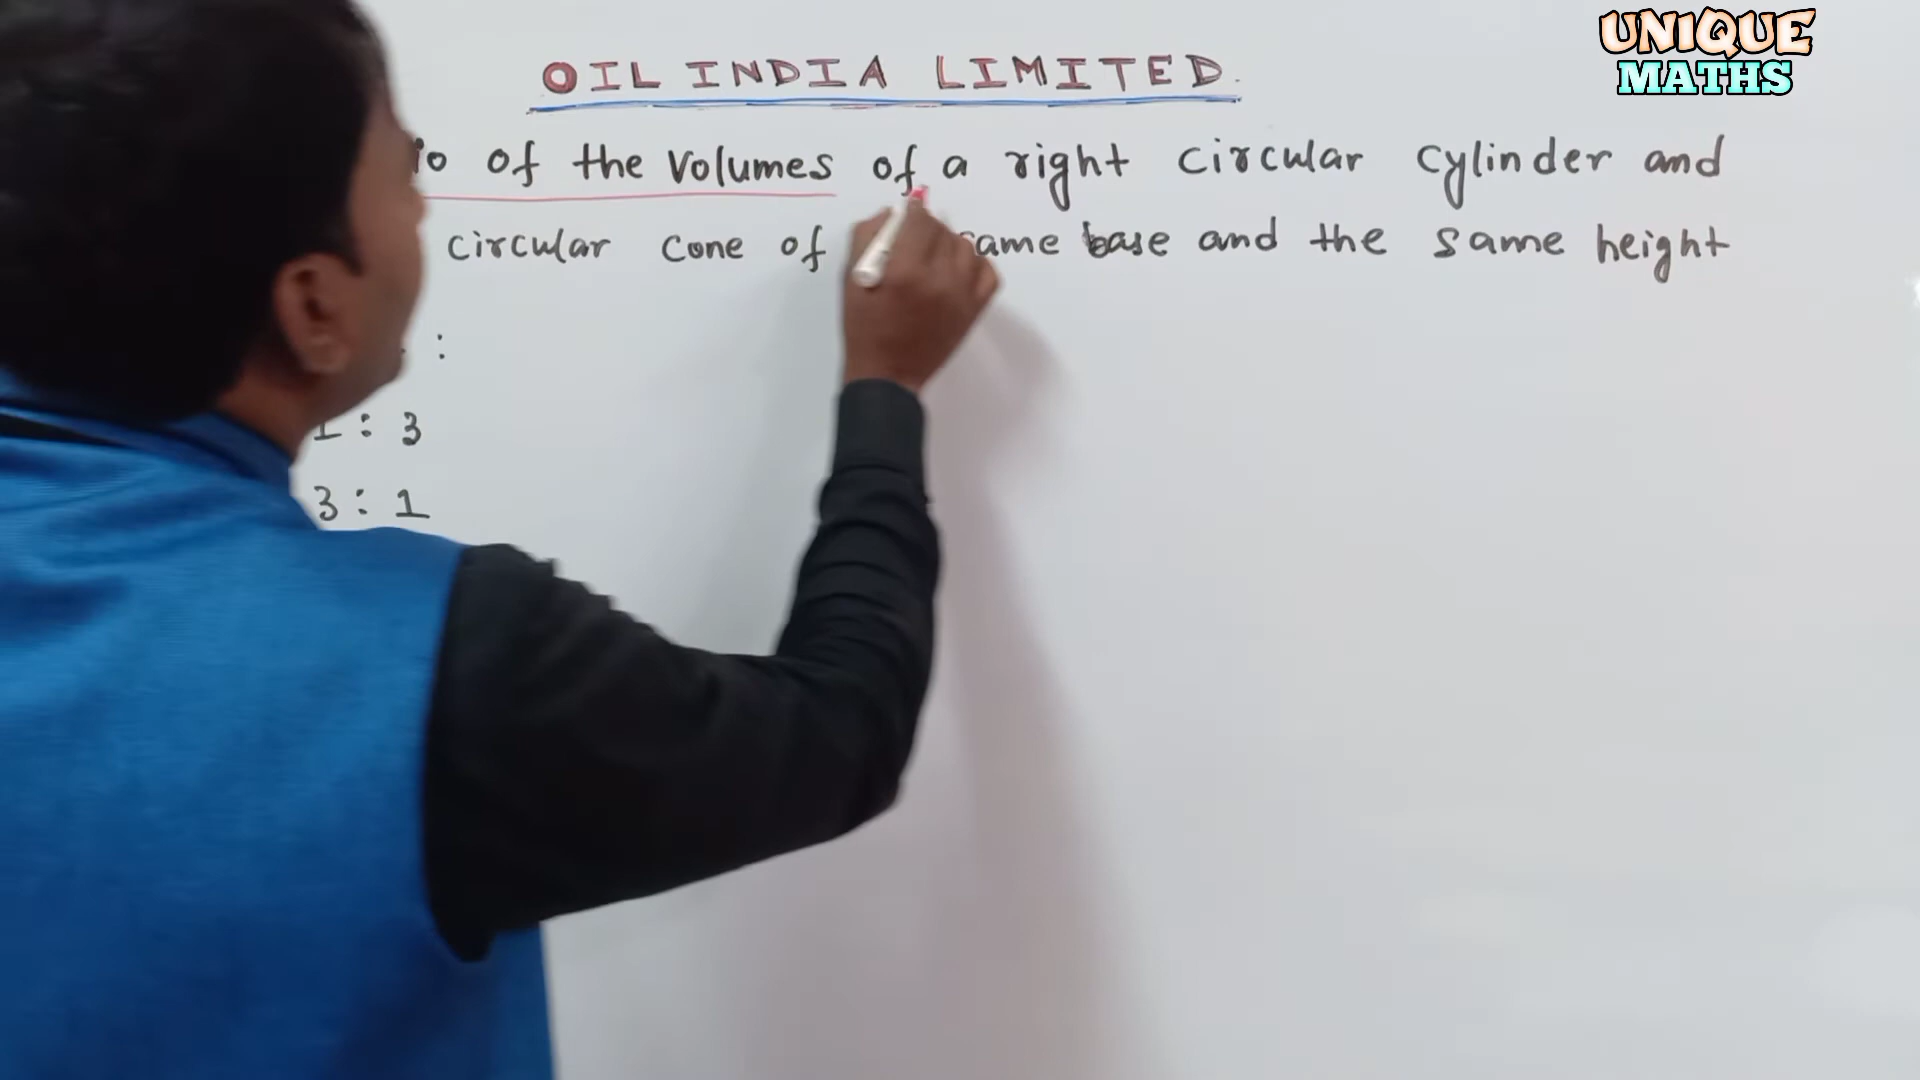 UNIQUE
MATHS
OIL INDIA LIMITED.
of the volumes of a right circular cylinder and
circular cone of same base and the same height
:
1 : 3
3 : 1